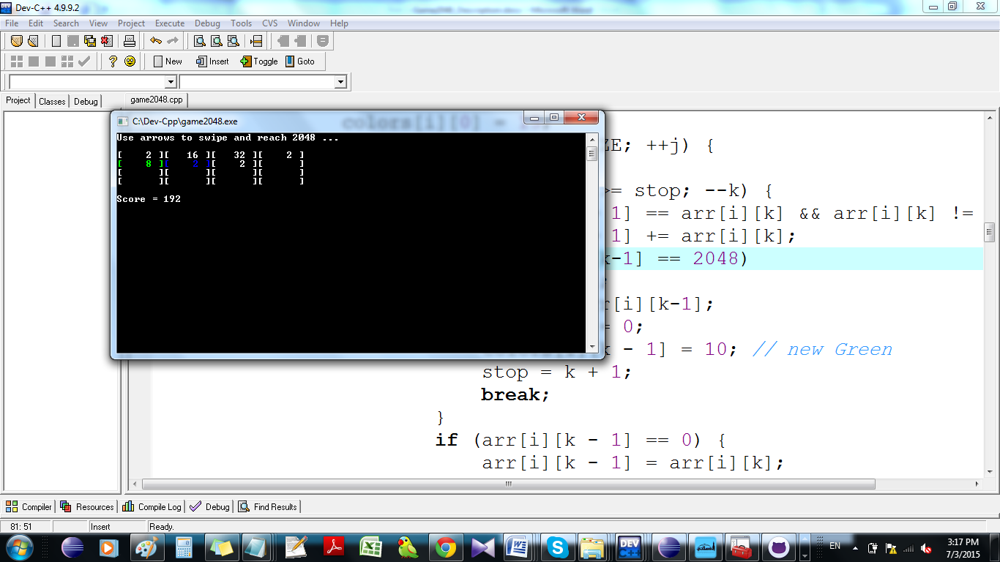 Dev-C++ 4.9.9.2
File Edit Search View Project Execute Debug Tools CVS Window Help
New Insert Toggle Goto
Project Classes Debug game2048.cpp
C:\Dev-Cpp\game2048.exe
colors[i][0] =
Use arrows to swipe and reach 2048 ...
[ 2 ][ 16 ][ 32 ][ 2 ]
[ 8 ][ 2 ][ 2 ][ ]
[ ][ ][ ][ ]
[ ][ ][ ][ ]
Score = 192
ZE; ++j) {
>= stop; --k) {
1] == arr[i][k] && arr[i][k] !=
1] += arr[i][k];
k-1] == 2048)
;
r[i][k-1];
= 0;
[k - 1] = 10; // new Green
stop = k + 1;
break;
}
if (arr[i][k - 1] == 0) {
arr[i][k - 1] = arr[i][k];
Compiler Resources Compile Log Debug Find Results
81: 51 Insert Ready.
DEV C++
EN
3:17 PM
7/3/2015